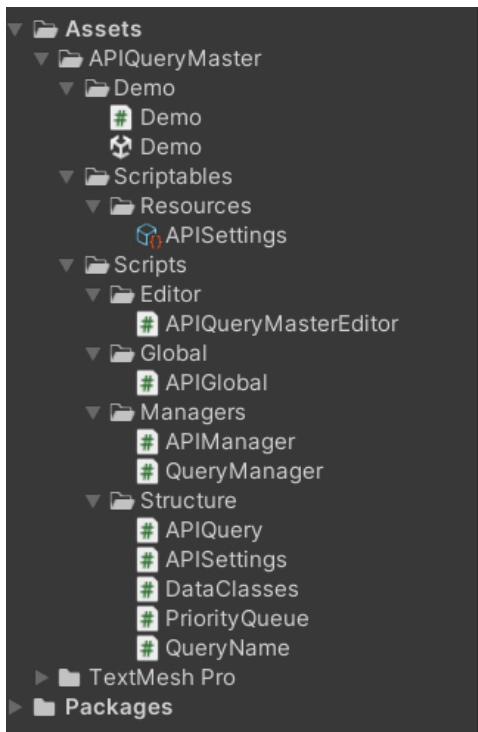 Assets
APIQueryMaster
Demo
# Demo
Demo
Scriptables
Resources
{} APISettings
Scripts
Editor
# APIQueryMasterEditor
Global
# APIGlobal
Managers
# APIManager
# QueryManager
Structure
# APIQuery
# APISettings
# DataClasses
# PriorityQueue
# QueryName
TextMesh Pro
Packages